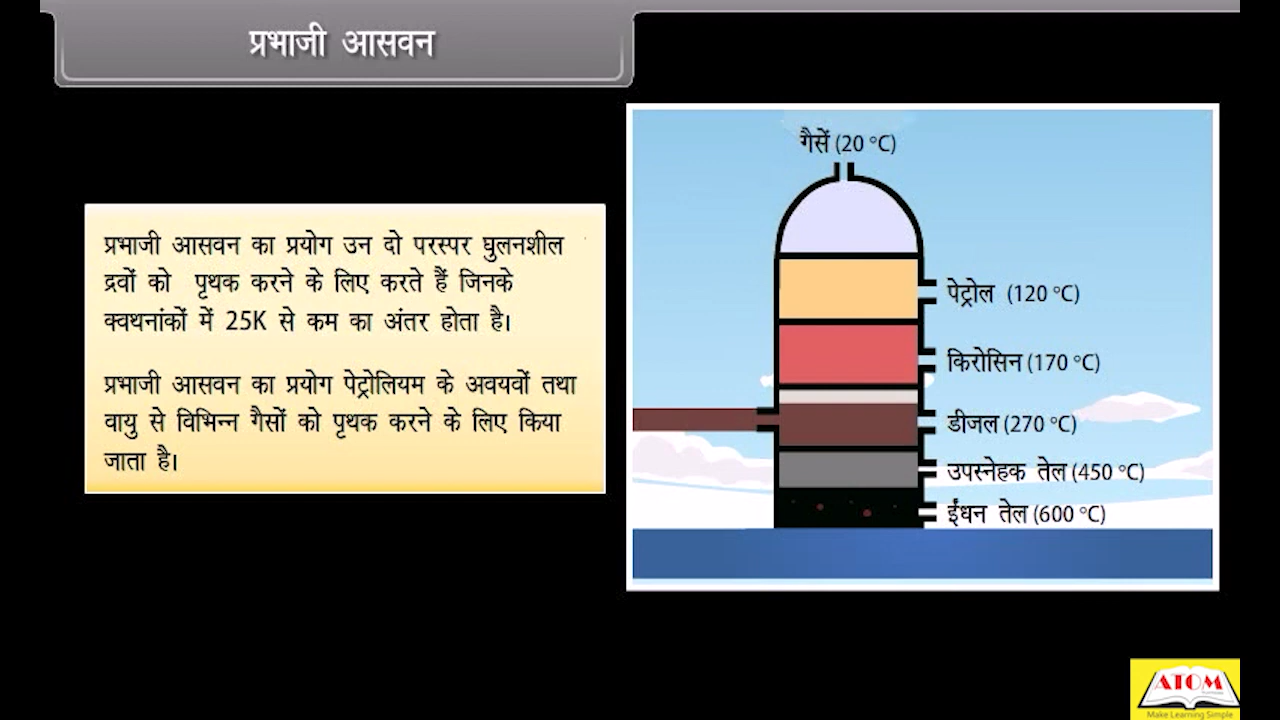 प्रभाजी आसवन
प्रभाजी आसवन का प्रयोग उन दो परस्पर घुलनशील
द्रवों को पृथक करने के लिए करते हैं जिनके
क्वथनांकों में 25K से कम का अंतर होता है।
प्रभाजी आसवन का प्रयोग पेट्रोलियम के अवयवों तथा
वायु से विभिन्न गैसों को पृथक करने के लिए किया
जाता है।
गैसें (20 °C)
पेट्रोल (120 °C)
किरोसिन (170 °C)
डीजल (270 °C)
उपस्नेहक तेल (450 °C)
ईंधन तेल (600 °C)
ATOM
Make Learning Simple